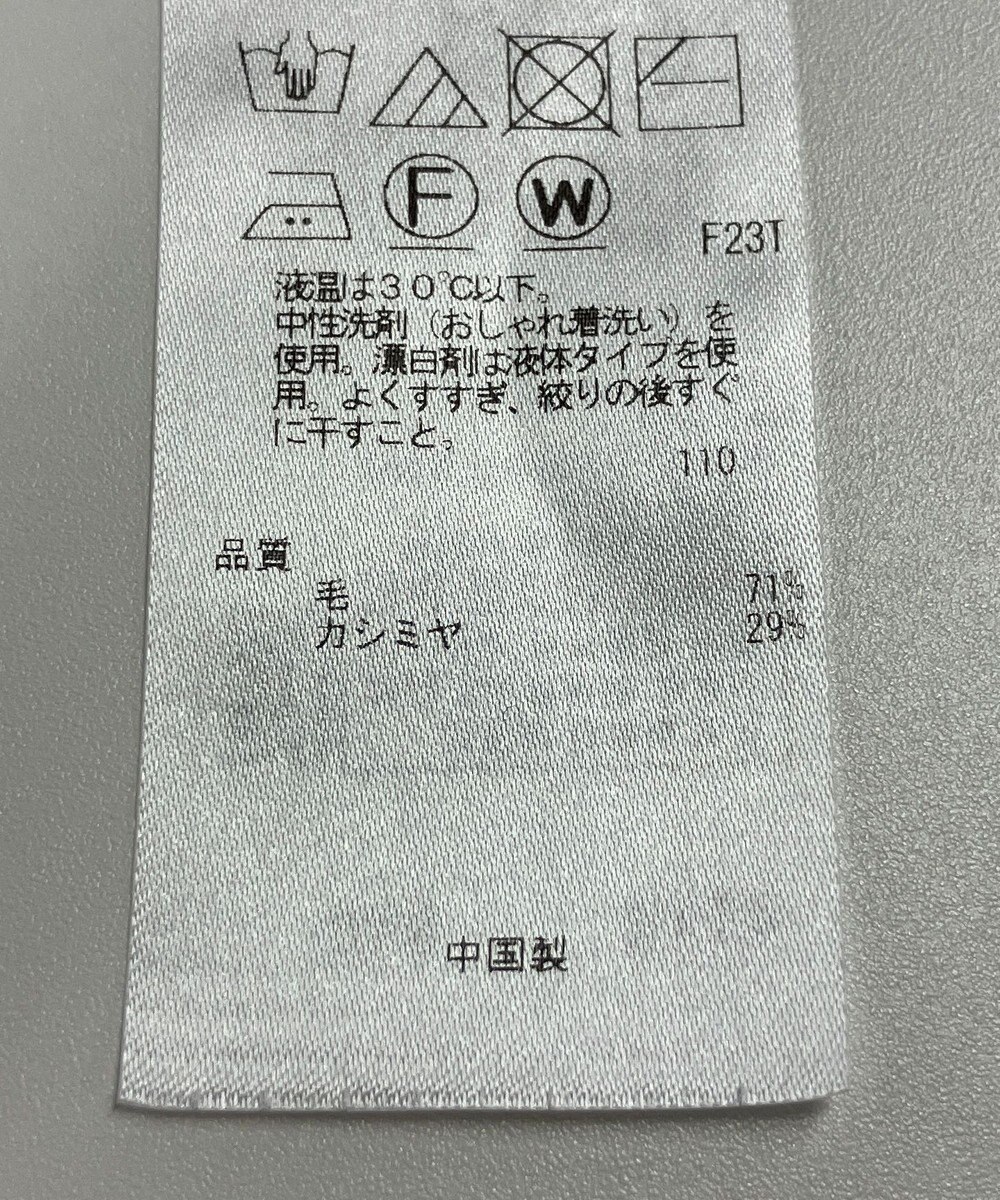 F
W
F23T
液温は30℃以下。
中性洗剤(おしゃれ着洗い)を
使用。漂白剤は液体タイプを使
用。よくすすぎ、絞りの後すぐ
に干すこと。
110
品質
毛 71%
カシミヤ 29%
中国製